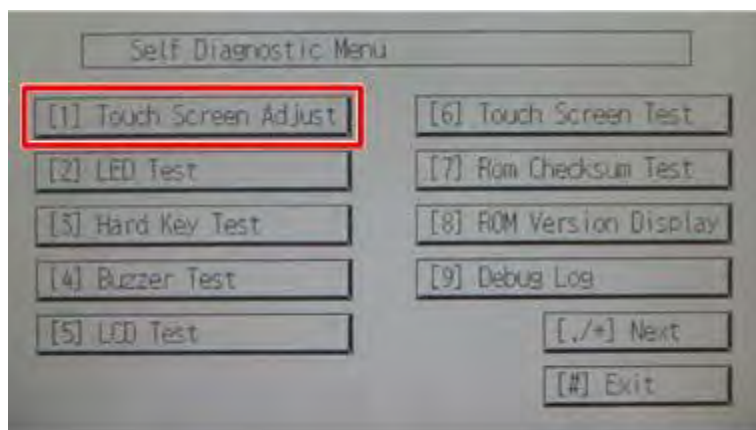 Self Diagnostic Menu
[1] Touch Screen Adjust
[2] LED Test
[3] Hard Key Test
[4] Buzzer Test
[5] LCD Test
[6] Touch Screen Test
[7] Rom Checksum Test
[8] ROM Version Display
[9] Debug Log
[./*] Next
[#] Exit